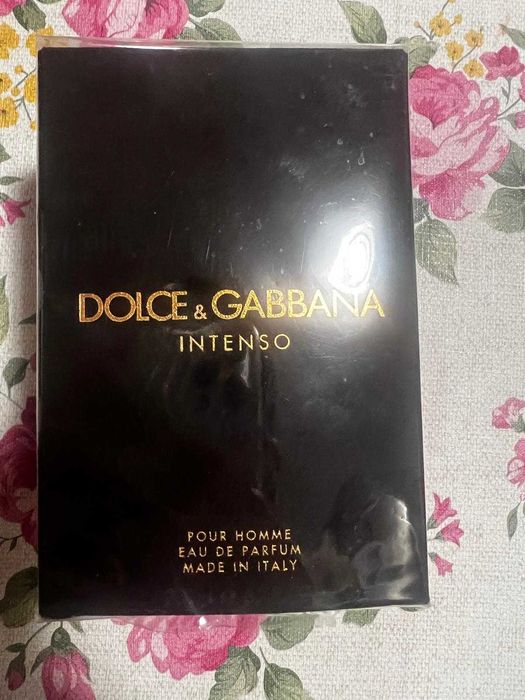 DOLCE & GABBANA
INTENSO
POUR HOMME
EAU DE PARFUM
MADE IN ITALY